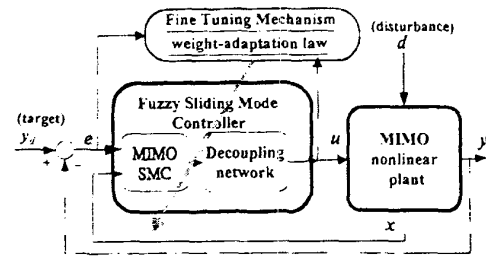 Fine Tuning Mechanism
weight-adaptation law
(disturbance)
d
Fuzzy Sliding Mode
Controller
(target)
y_d
e
+
-
MIMO
SMC
Decoupling
network
u
MIMO
nonlinear
plant
y
x